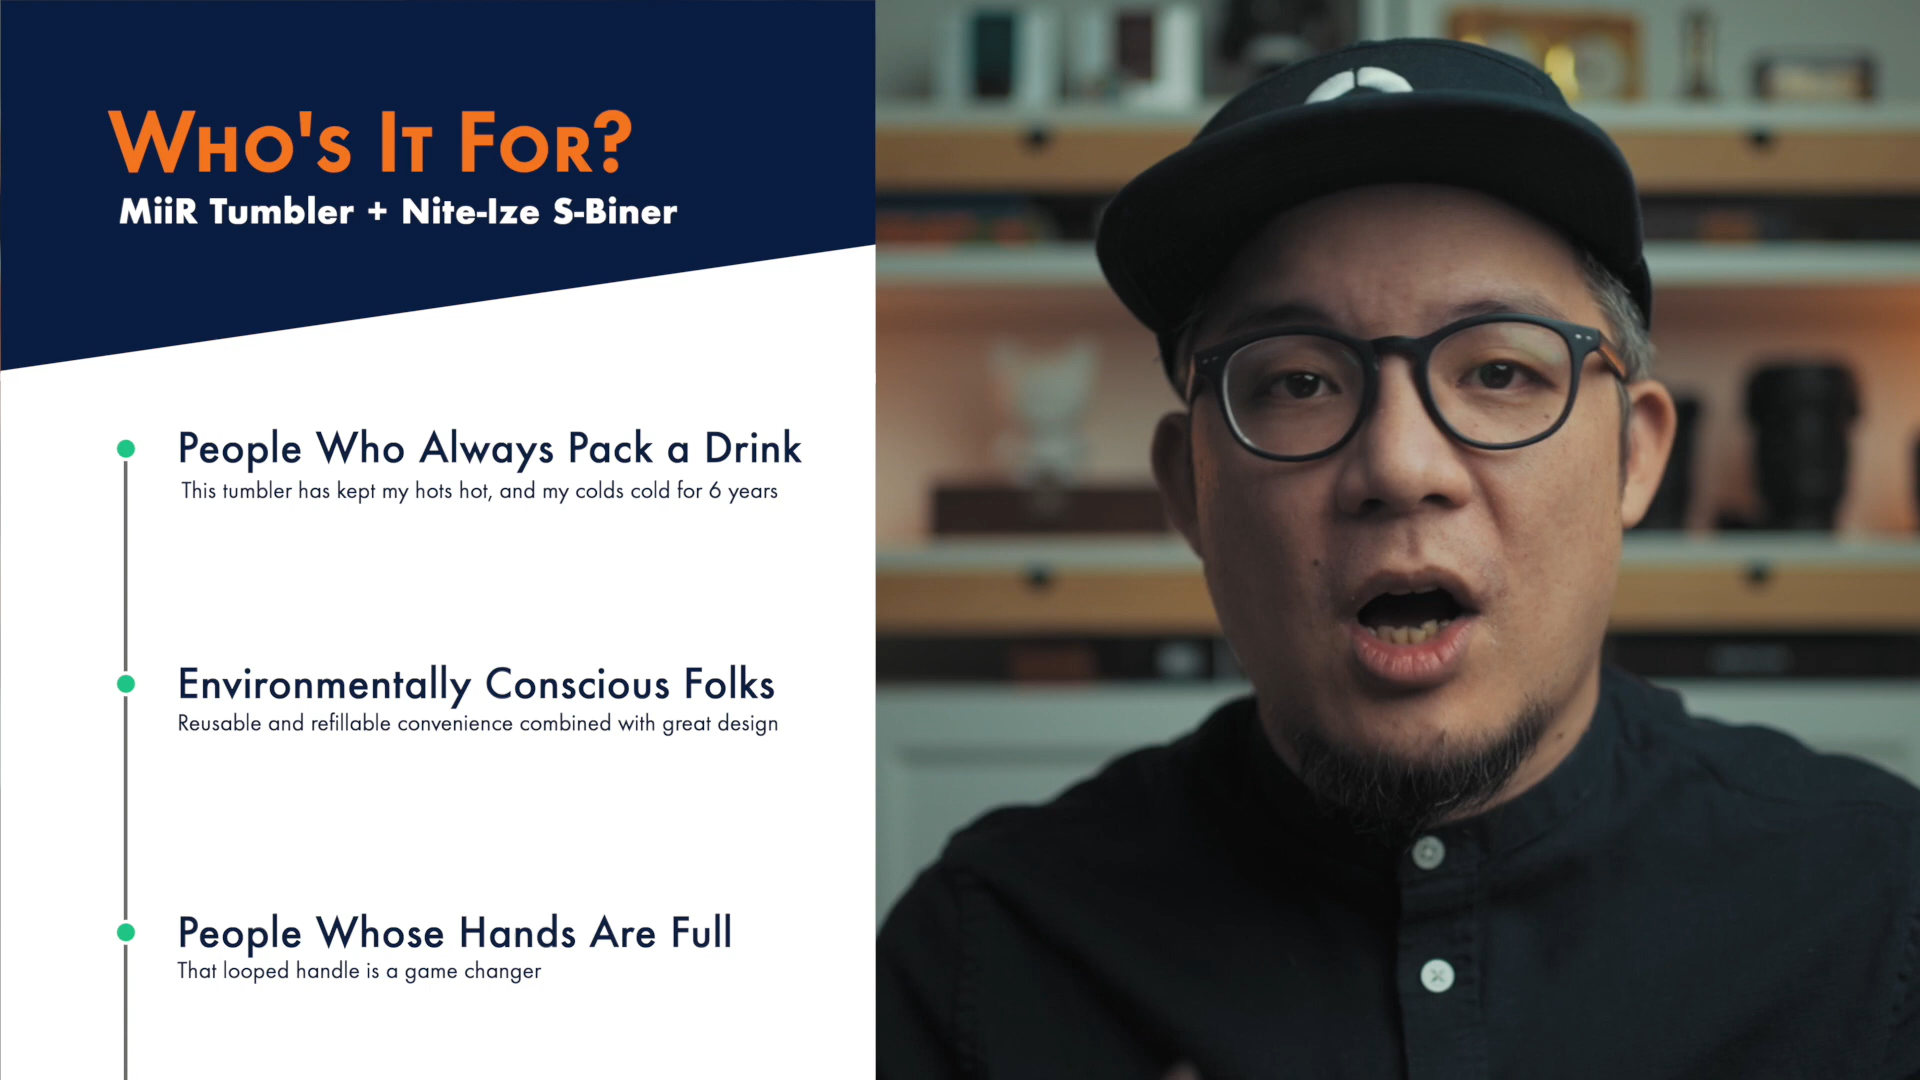 Who's It For?
MiiR Tumbler + Nite-Ize S-Biner
People Who Always Pack a Drink
This tumbler has kept my hots hot, and my colds cold for 6 years
Environmentally Conscious Folks
Reusable and refillable convenience combined with great design
People Whose Hands Are Full
That looped handle is a game changer